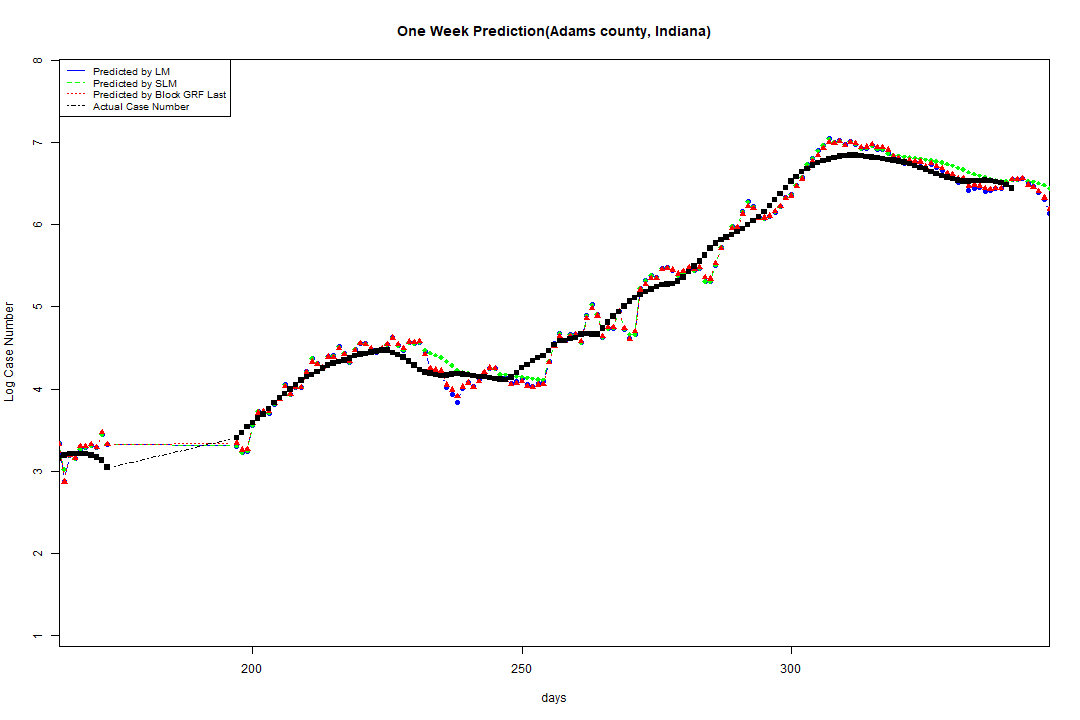 One Week Prediction(Adams county, Indiana)
Predicted by LM
Predicted by SLM
Predicted by Block GRF Last
Actual Case Number
8
7
6
5
4
3
2
1
Log Case Number
200 250 300
days